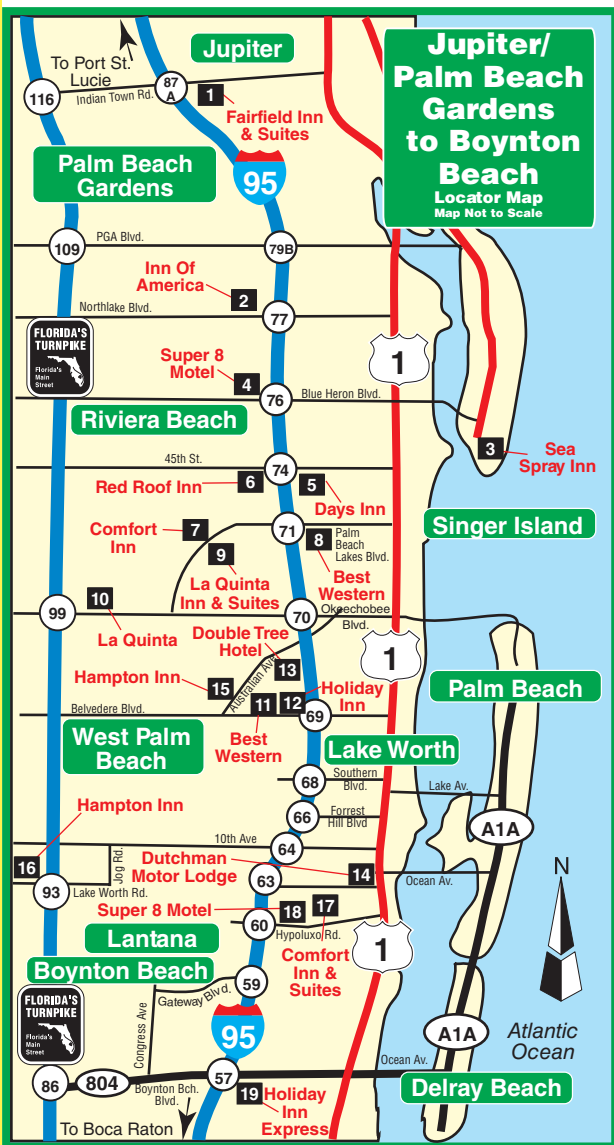 Jupiter/
Palm Beach
Gardens
to Boynton
Beach
Locator Map
Map Not to Scale
Jupiter
To Port St.
Lucie
116
Indian Town Rd.
87
A
1
Fairfield Inn
& Suites
Palm Beach
Gardens
95
109
PGA Blvd.
79B
Inn Of
America
2
Northlake Blvd.
77
FLORIDA'S
TURNPIKE
Florida's
Main
Street
1
Super 8
Motel
4
76
Blue Heron Blvd.
Riviera Beach
3
Sea
Spray Inn
45th St.
74
Red Roof Inn
6
5
Days Inn
Singer Island
Comfort
Inn
7
71
8
Palm
Beach
Lakes Blvd.
9
La Quinta
Inn & Suites
Best
Western
99
10
La Quinta
70
Okeechobee
Blvd.
Double Tree
Hotel
13
1
Australian Ave
Hampton Inn
15
Palm Beach
11
12
Holiday
Inn
Belvedere Blvd.
69
West Palm
Beach
Best
Western
Lake Worth
68
Southern
Blvd.
Lake Av.
Hampton Inn
66
Forrest
Hill Blvd
A1A
10th Ave
64
16
Jog Rd.
Dutchman
Motor Lodge
14
93
Lake Worth Rd.
63
Ocean Av.
N
Super 8 Motel
18
17
60
Hypoluxo Rd.
Lantana
Comfort
Inn &
Suites
1
Boynton Beach
59
Gateway Blvd.
FLORIDA'S
TURNPIKE
Florida's
Main
Street
Congress Ave
95
A1A
Atlantic
Ocean
Ocean Av.
86
804
57
Boynton Bch.
Blvd.
Delray Beach
19
Holiday
Inn
Express
To Boca Raton